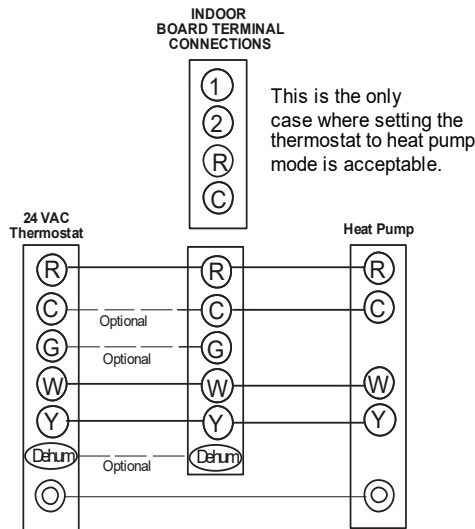 INDOOR
BOARD TERMINAL
CONNECTIONS
1
2
R
C
This is the only
case where setting the
thermostat to heat pump
mode is acceptable.
24 VAC
Thermostat
Heat Pump
R R R
C Optional C C
G Optional G
W W W
Y Y Y
Dehum Optional Dehum
O O